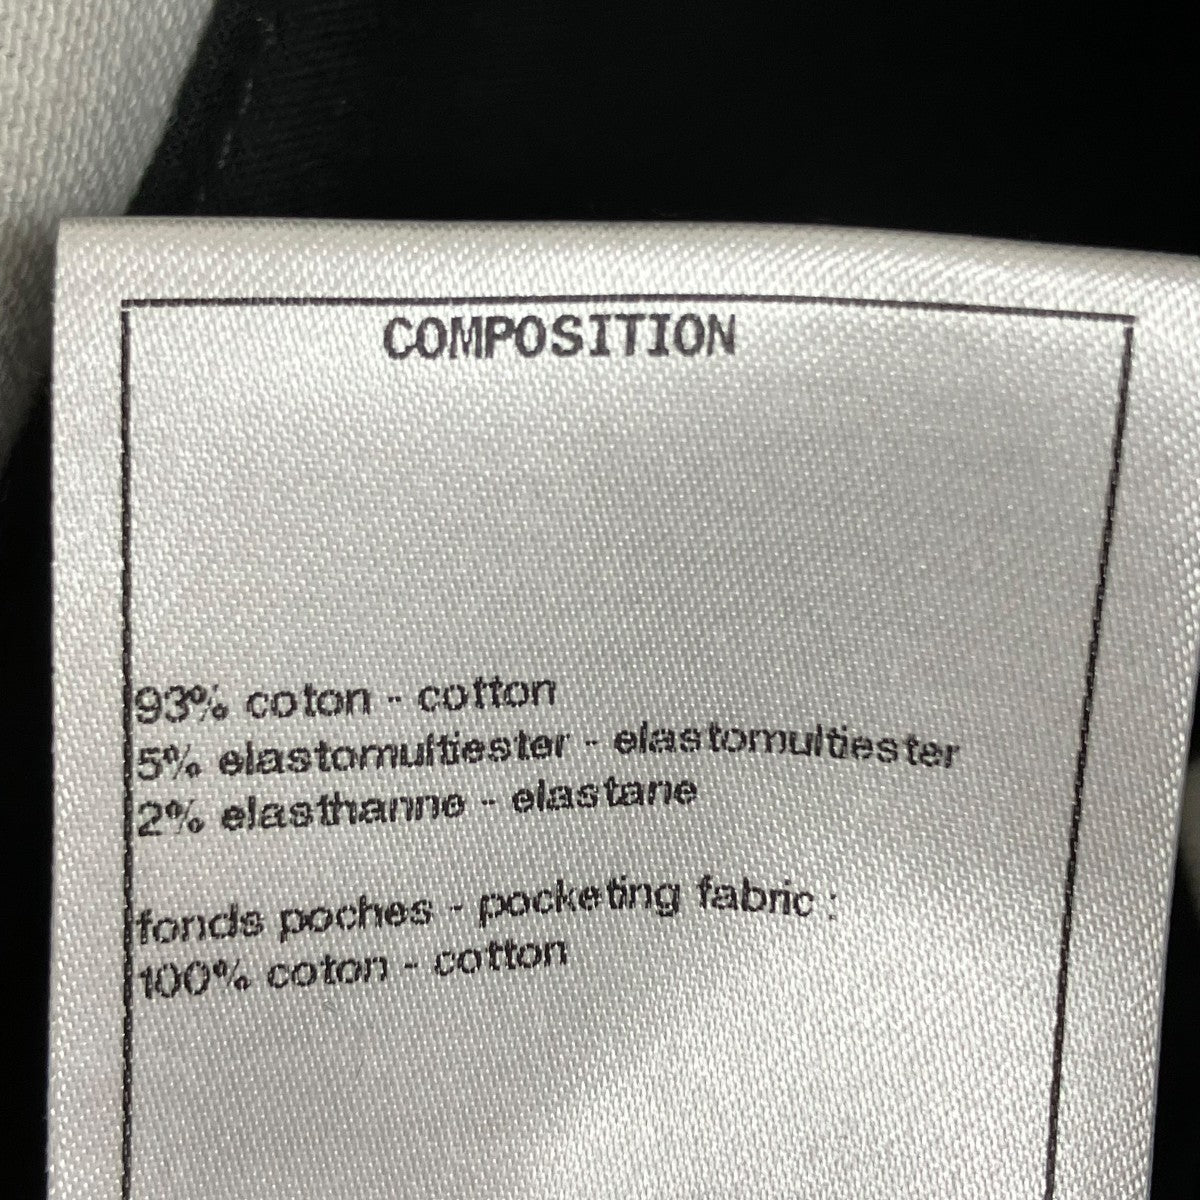 COMPOSITION
93% coton - cotton
5% elastomultiester - elastomultiester
2% elasthanne - elastane
fonds poches - pocketing fabric :
100% coton - cotton